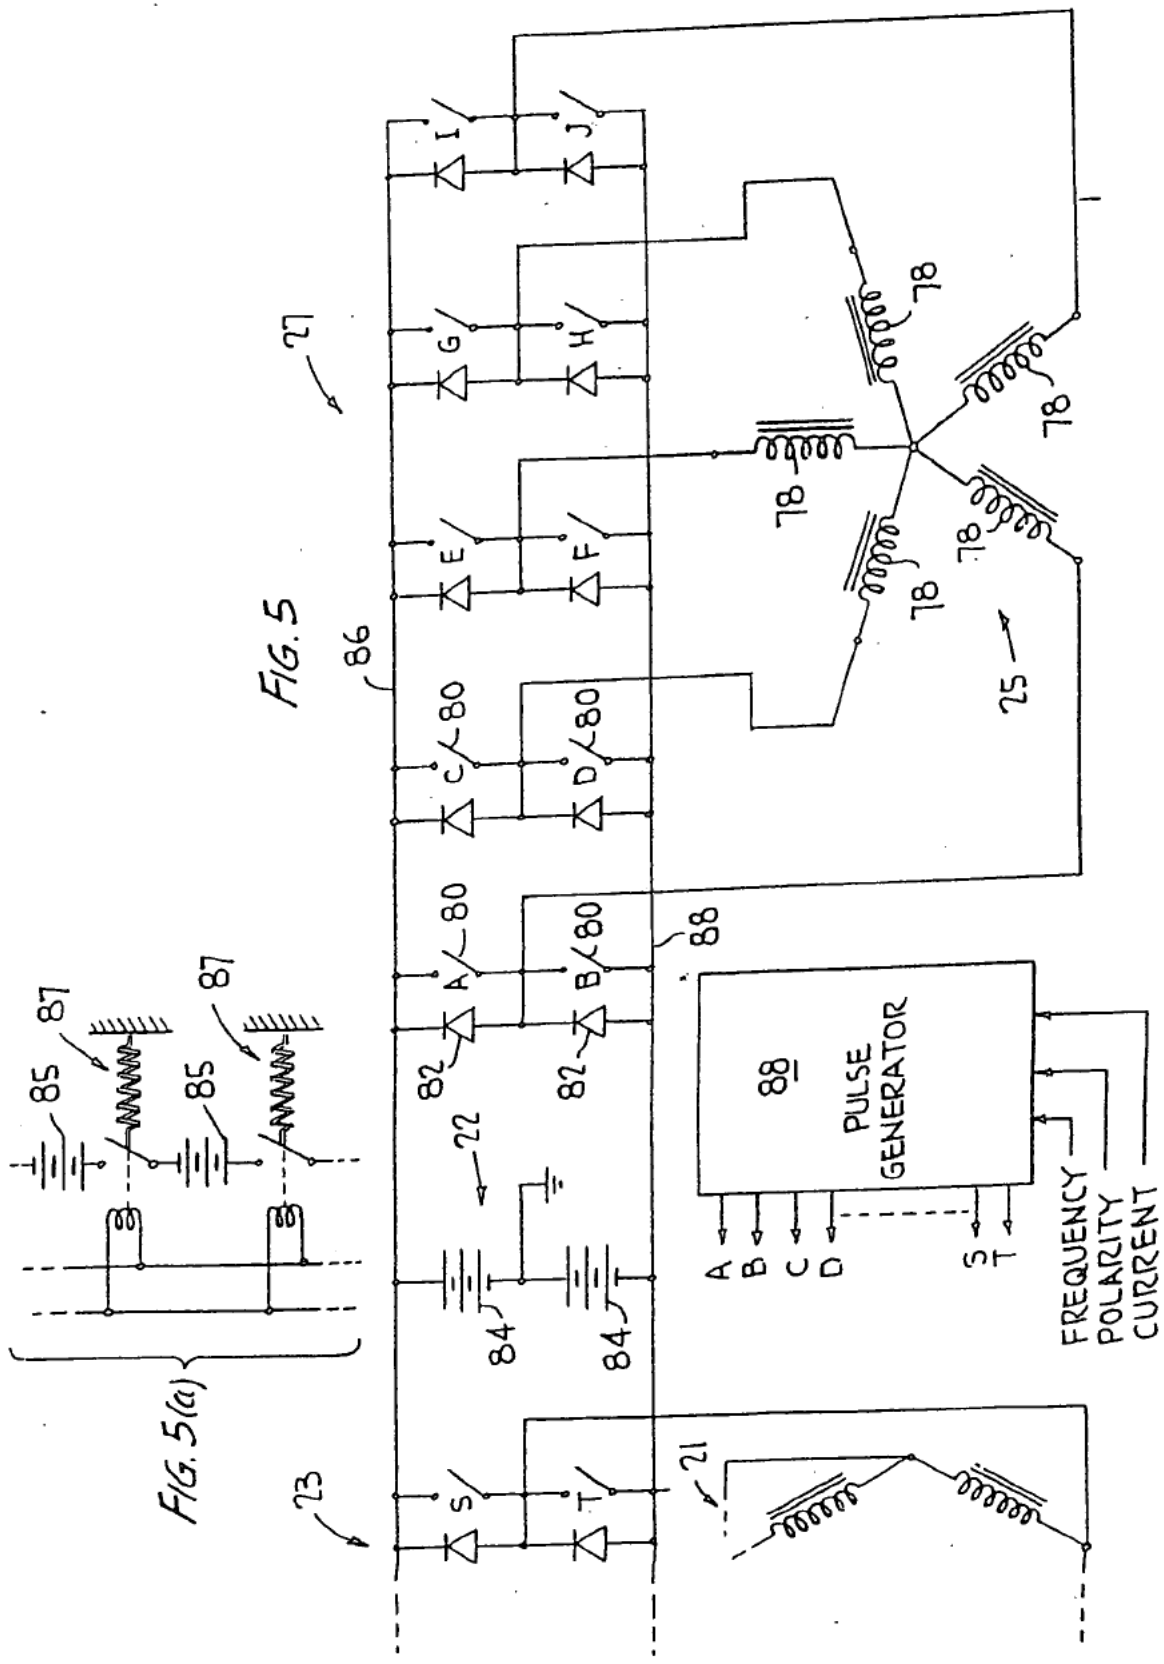 FIG. 5(a)
85
87
85
87
FIG. 5
23
22
27
86
S
T
84
84
82
82
A
80
B
80
C
80
D
80
E
F
G
H
I
J
88
21
25
78
78
78
78
78
88
PULSE
GENERATOR
A
B
C
D
S
T
FREQUENCY
POLARITY
CURRENT